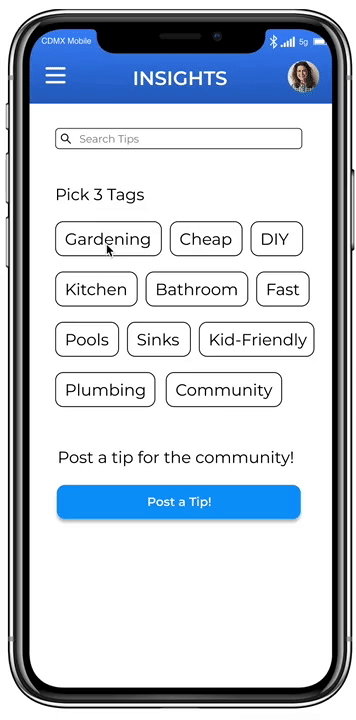 CDMX Mobile 5g
INSIGHTS
Search Tips
Pick 3 Tags
Gardening Cheap DIY
Kitchen Bathroom Fast
Pools Sinks Kid-Friendly
Plumbing Community
Post a tip for the community!
Post a Tip!